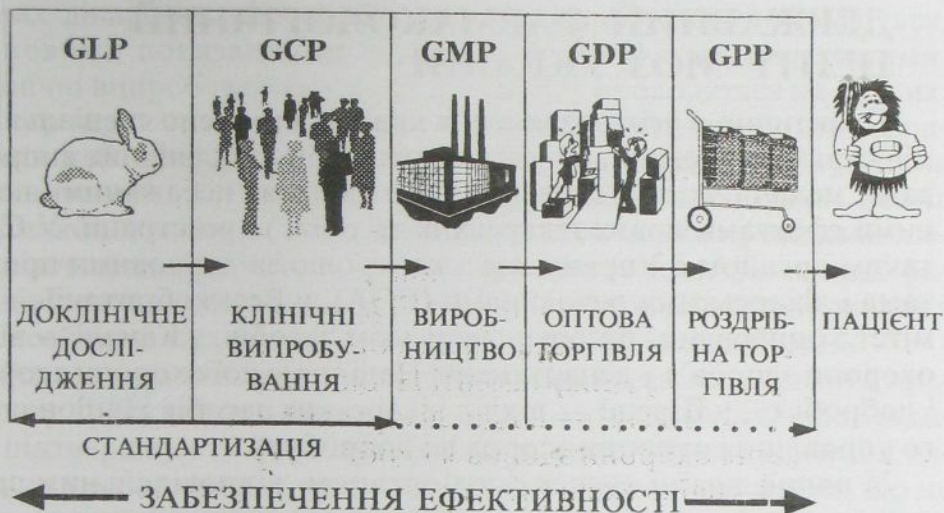 GLP GCP GMP GDP GPP
ДОКЛІНІЧНЕ
ДОСЛІ-
ДЖЕННЯ
КЛІНІЧНІ
ВИПРОБУ-
ВАННЯ
ВИРОБ-
НИЦТВО
ОПТОВА
ТОРГІВЛЯ
РОЗДРІБ-
НА ТОР-
ГІВЛЯ
ПАЦІЄНТ
СТАНДАРТИЗАЦІЯ
ЗАБЕЗПЕЧЕННЯ ЕФЕКТИВНОСТІ